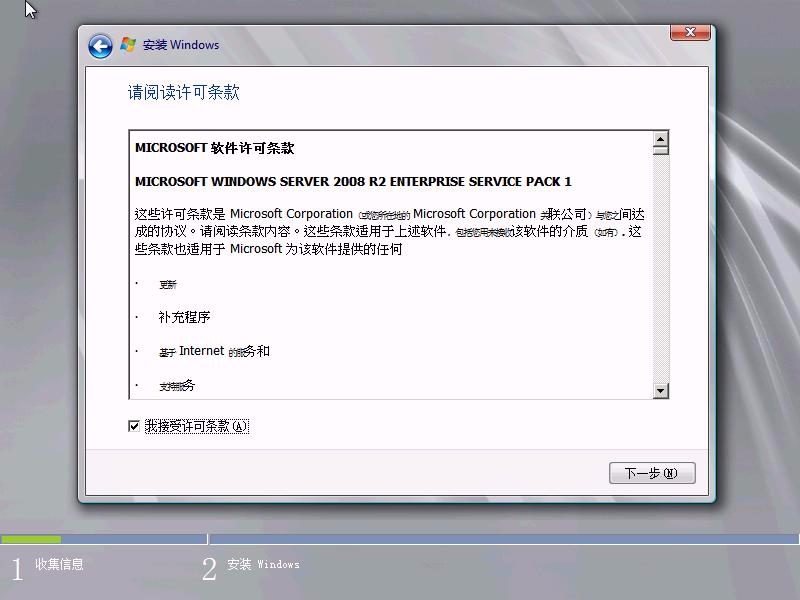 安装 Windows
请阅读许可条款
MICROSOFT 软件许可条款
MICROSOFT WINDOWS SERVER 2008 R2 ENTERPRISE SERVICE PACK 1
这些许可条款是 Microsoft Corporation（或您所在地的 Microsoft Corporation 关联公司）与您之间达
成的协议。请阅读条款内容。这些条款适用于上述软件，包括您用来接收该软件的介质（如有）。这
些条款也适用于 Microsoft 为该软件提供的任何
· 更新
· 补充程序
· 基于 Internet 的服务和
· 支持服务
我接受许可条款(A)
下一步(N)
1 收集信息
2 安装 Windows